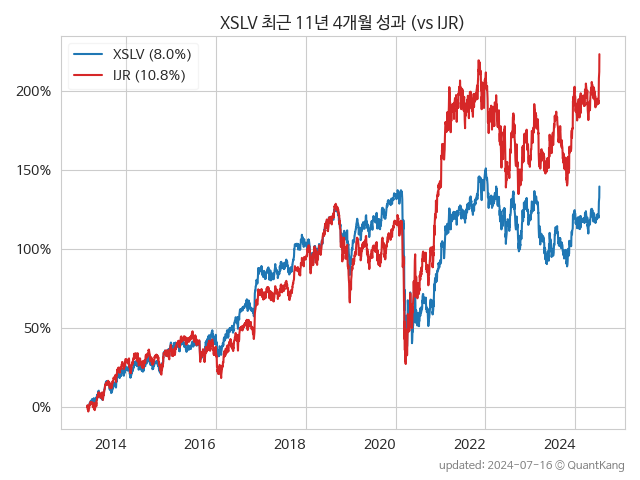 XSLV 최근 11년 4개월 성과 (vs IJR)
XSLV (8.0%)
IJR (10.8%)
200%
150%
100%
50%
0%
2014 2016 2018 2020 2022 2024
updated: 2024-07-16 © QuantKang